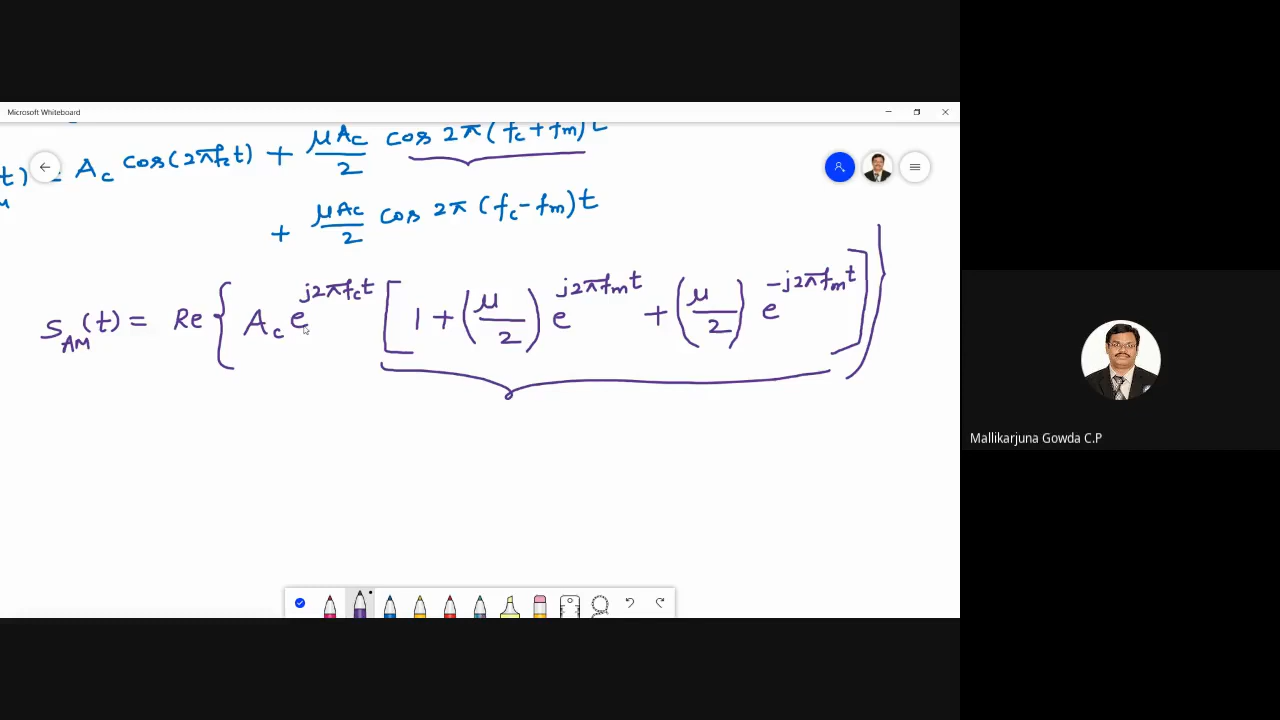 Microsoft Whiteboard
t) = A_c cos(2πf_c t) + μA_c/2 cos 2π(f_c + f_m)t
+ μA_c/2 cos 2π(f_c - f_m)t
S_AM(t) = Re { A_c e^{j2πf_c t} [ 1 + (μ/2) e^{j2πf_m t} + (μ/2) e^{-j2πf_m t} ] }
Mallikarjuna Gowda C.P